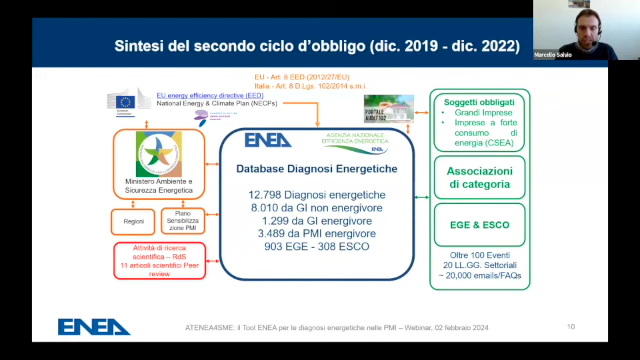 Marcello Salvio
Sintesi del secondo ciclo d'obbligo (dic. 2019 - dic. 2022)
EU - Art. 8 EED (2012/27/EU)
Italia - Art. 8 D.Lgs. 102/2014 s.m.i.
EU energy efficiency directive (EED)
National Energy & Climate Plan (NECPs)
European
Commission
PORTALE
AUDIT102
Soggetti obbligati
Grandi Imprese
Imprese a forte
consumo di
energia (CSEA)
Ministero Ambiente e
Sicurezza Energetica
ENEA
AGENZIA NAZIONALE
EFFICIENZA ENERGETICA
ENEA
Database Diagnosi Energetiche
12.798 Diagnosi energetiche
8.010 da GI non energivore
1.299 da GI energivore
3.489 da PMI energivore
903 EGE - 308 ESCO
Associazioni
di categoria
Regioni
Piano
Sensibilizza
zione PMI
EGE & ESCO
Attività di ricerca
scientifica – RdS
11 articoli scientifici Peer
review
Oltre 100 Eventi
20 LL.GG. Settoriali
~ 20,000 emails/FAQs
ENEA
ATENEA4SME: il Tool ENEA per le diagnosi energetiche nelle PMI – Webinar, 02 febbraio 2024
10